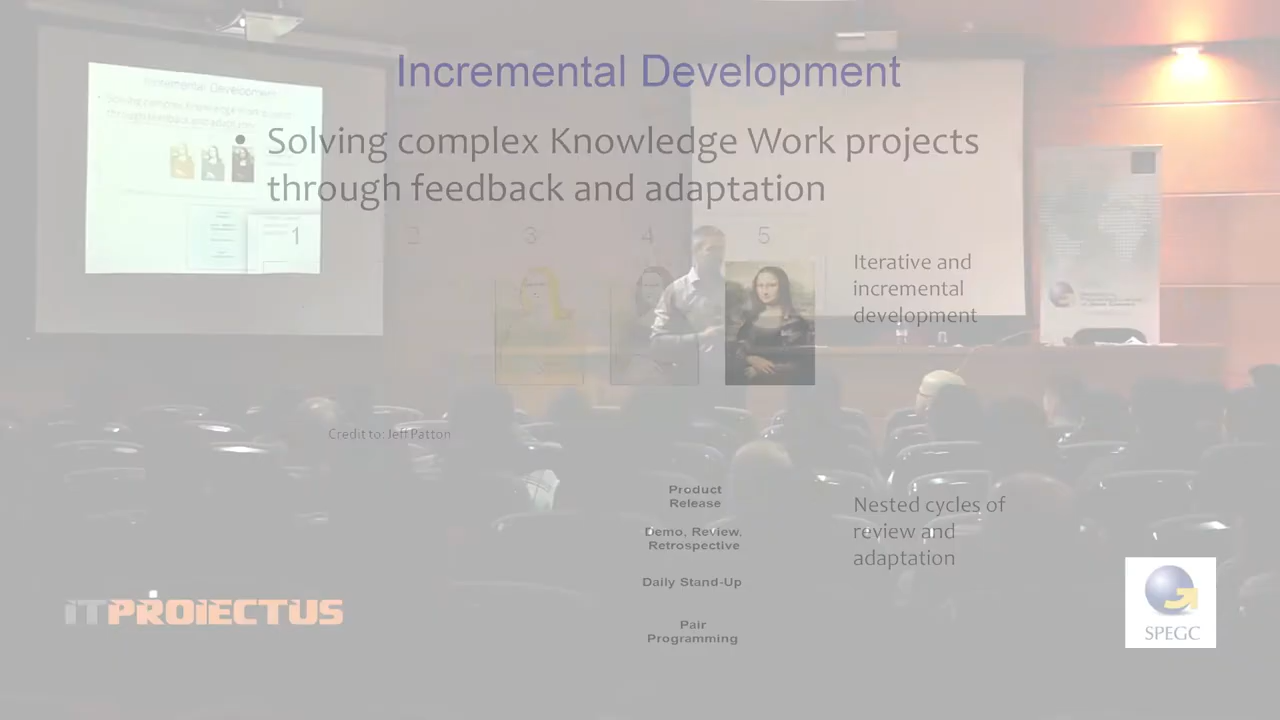 Incremental Development
• Solving complex Knowledge Work projects
through feedback and adaptation
1 2 3 4 5
Iterative and
incremental
development
Credit to: Jeff Patton
Product
Release
Demo, Review.
Retrospective
Daily Stand-Up
Pair
Programming
Nested cycles of
review and
adaptation
ITPROIECTUS
SPEGC